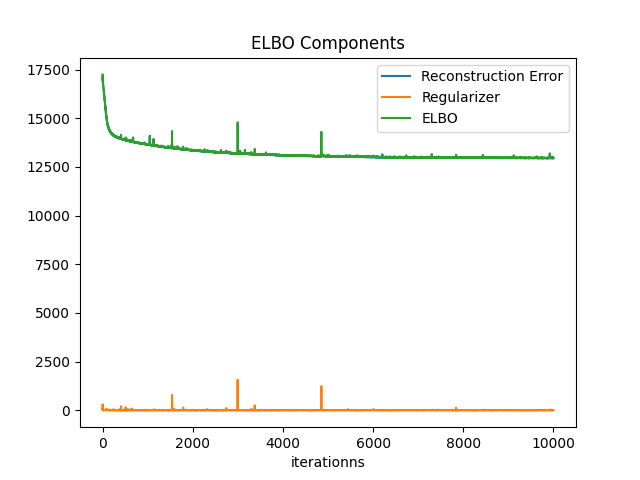 ELBO Components
17500
15000
12500
10000
7500
5000
2500
0
Reconstruction Error
Regularizer
ELBO
0 2000 4000 6000 8000 10000
iterationns